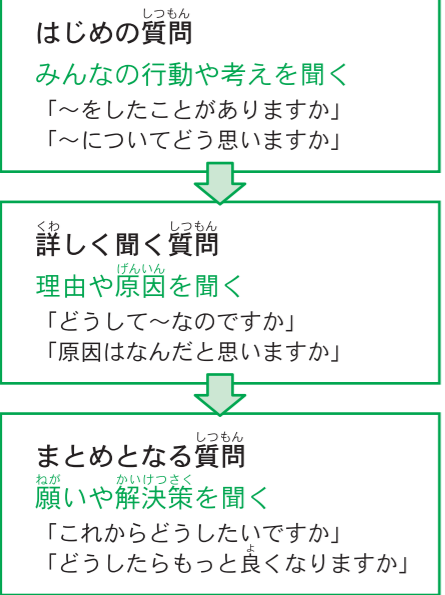 はじめの質問
みんなの行動や考えを聞く
「〜をしたことがありますか」
「〜についてどう思いますか」
詳しく聞く質問
理由や原因を聞く
「どうして〜なのですか」
「原因はなんだと思いますか」
まとめとなる質問
願いや解決策を聞く
「これからどうしたいですか」
「どうしたらもっと良くなりますか」